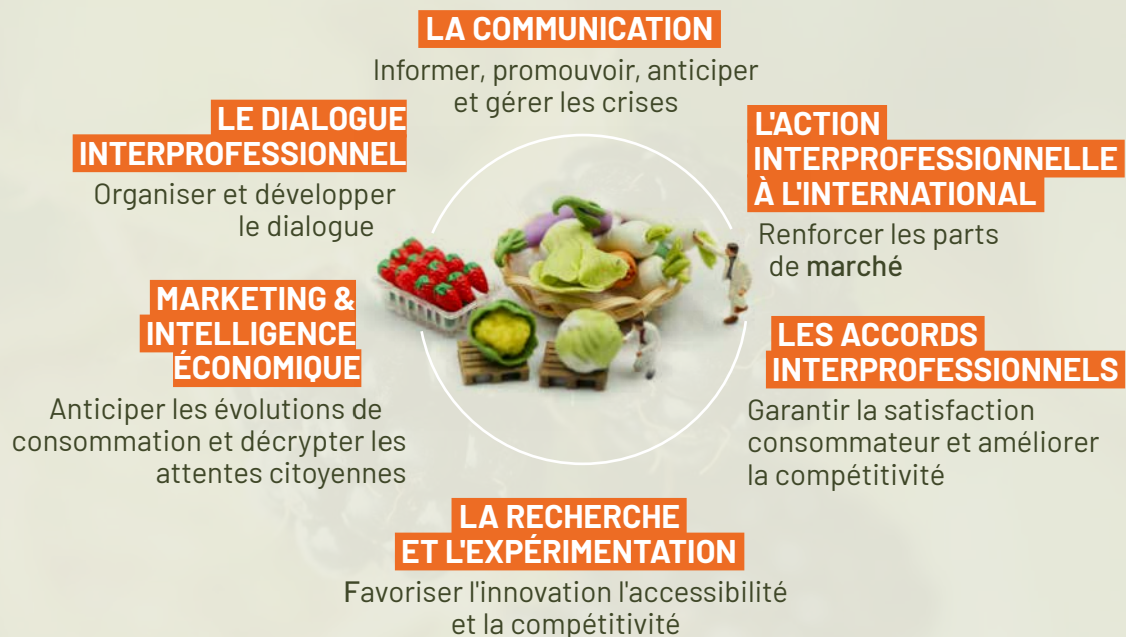 LA COMMUNICATION
Informer, promouvoir, anticiper
et gérer les crises
LE DIALOGUE
INTERPROFESSIONNEL
Organiser et développer
le dialogue
L'ACTION
INTERPROFESSIONNELLE
À L'INTERNATIONAL
Renforcer les parts
de marché
MARKETING &
INTELLIGENCE
ÉCONOMIQUE
Anticiper les évolutions de
consommation et décrypter les
attentes citoyennes
LES ACCORDS
INTERPROFESSIONNELS
Garantir la satisfaction
consommateur et améliorer
la compétitivité
LA RECHERCHE
ET L'EXPÉRIMENTATION
Favoriser l'innovation l'accessibilité
et la compétitivité